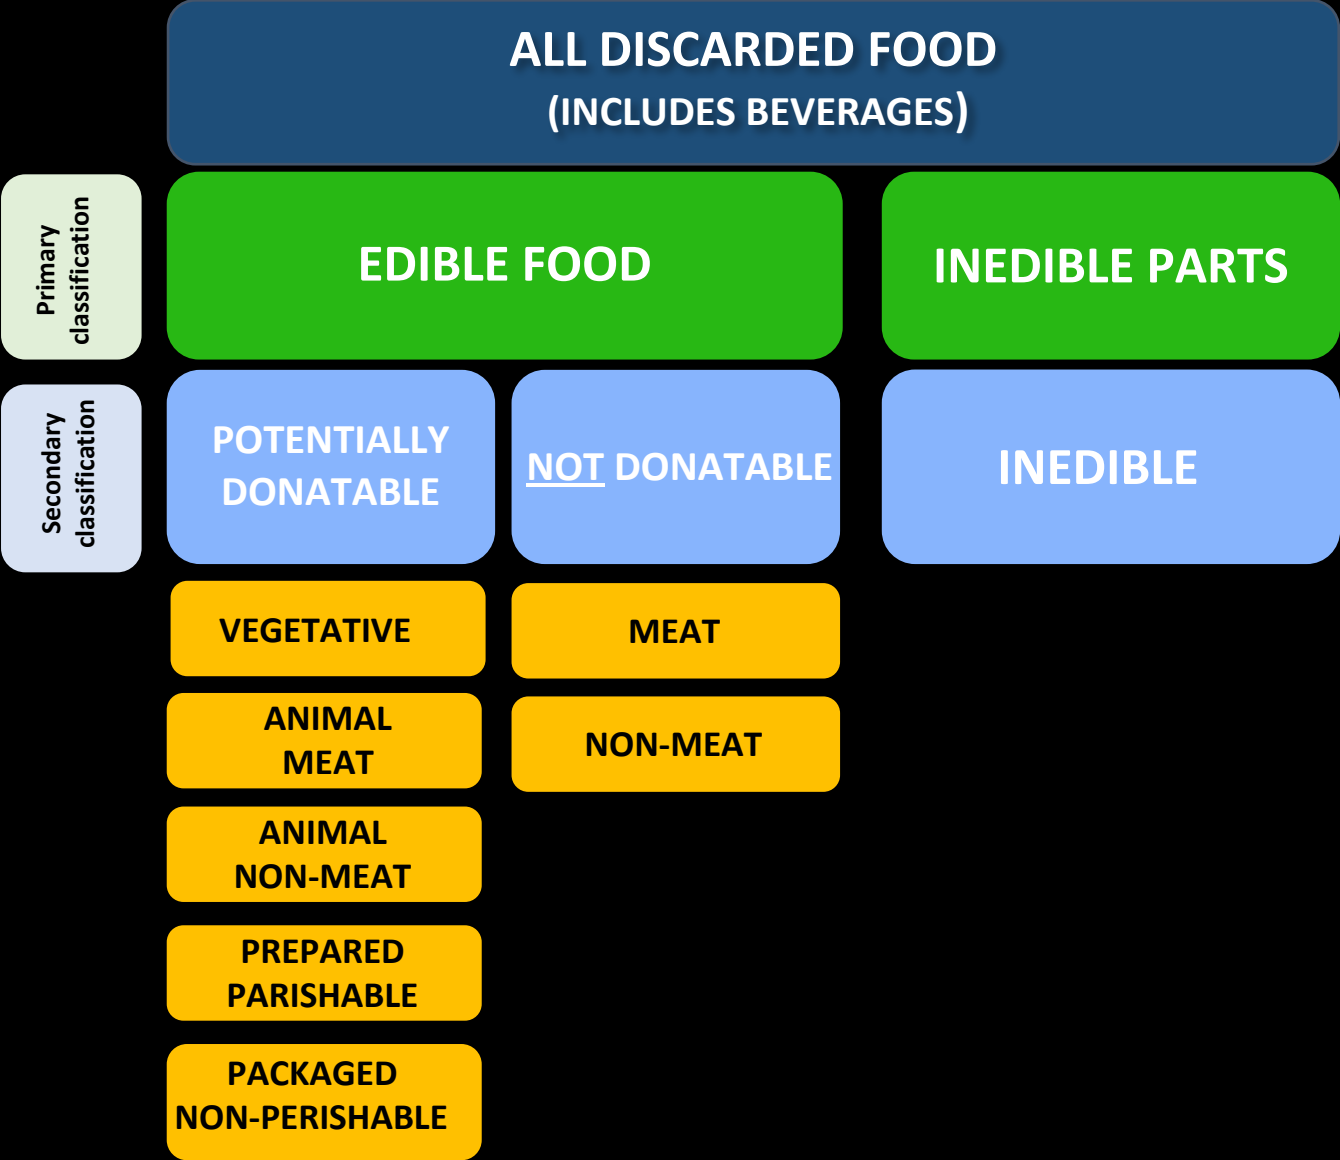 ALL DISCARDED FOOD
(INCLUDES BEVERAGES)
Primary
classification
EDIBLE FOOD
INEDIBLE PARTS
Secondary
classification
POTENTIALLY
DONATABLE
NOT DONATABLE
INEDIBLE
VEGETATIVE
MEAT
ANIMAL
MEAT
NON-MEAT
ANIMAL
NON-MEAT
PREPARED
PARISHABLE
PACKAGED
NON-PERISHABLE